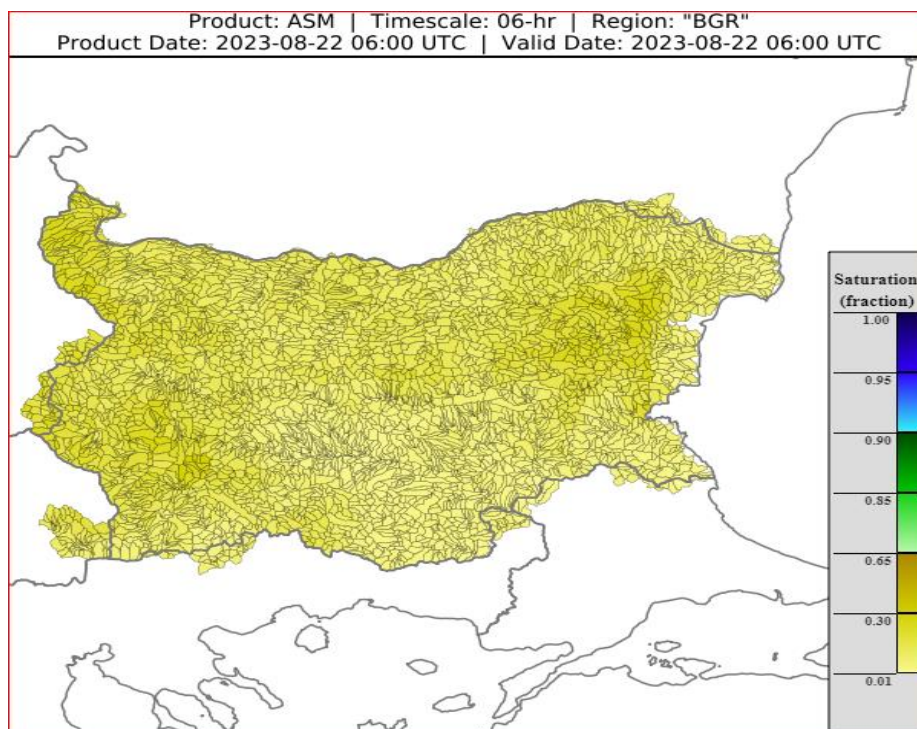 Product: ASM | Timescale: 06-hr | Region: "BGR"
Product Date: 2023-08-22 06:00 UTC | Valid Date: 2023-08-22 06:00 UTC
Saturation
(fraction)
1.00
0.95
0.90
0.85
0.65
0.30
0.01